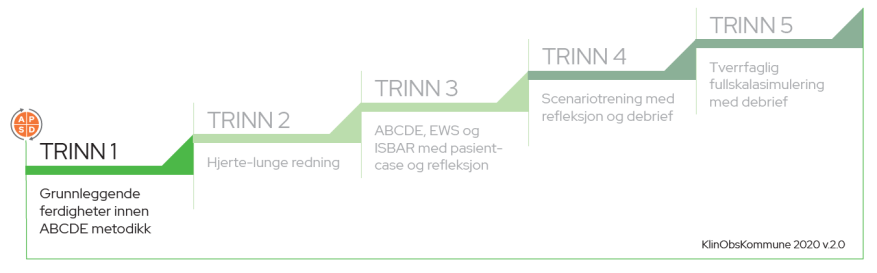 A P
S D
TRINN 1
Grunnleggende
ferdigheter innen
ABCDE metodikk
TRINN 2
Hjerte-lunge redning
TRINN 3
ABCDE, EWS og
ISBAR med pasient-
case og refleksjon
TRINN 4
Scenariotrening med
refleksjon og debrief
TRINN 5
Tverrfaglig
fullskalasimulering
med debrief
KlinObsKommune 2020 v.2.0